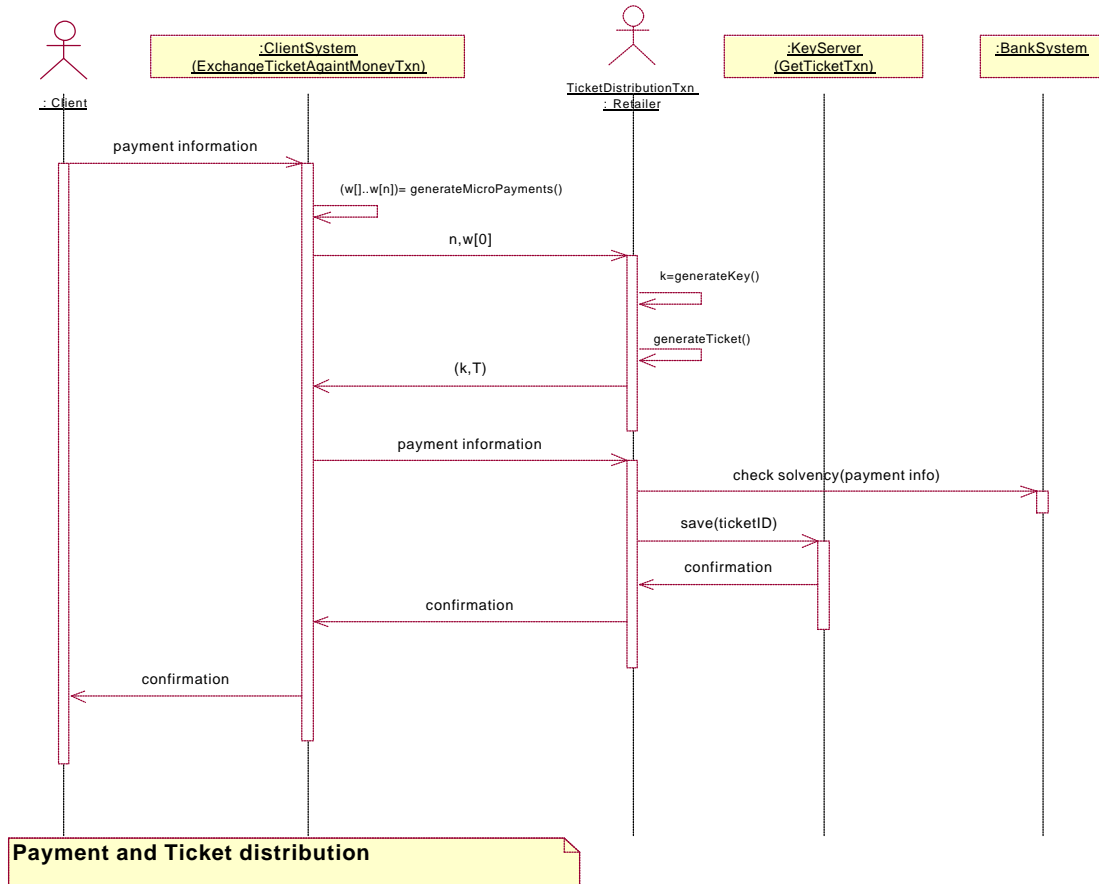 :ClientSystem
(ExchangeTicketAgaintMoneyTxn)
:KeyServer
(GetTicketTxn)
:BankSystem
: Client
TicketDistributionTxn
: Retailer
payment information
(w[]..w[n])= generateMicroPayments()
n,w[0]
k=generateKey()
generateTicket()
(k,T)
payment information
check solvency(payment info)
save(ticketID)
confirmation
confirmation
confirmation
Payment and Ticket distribution